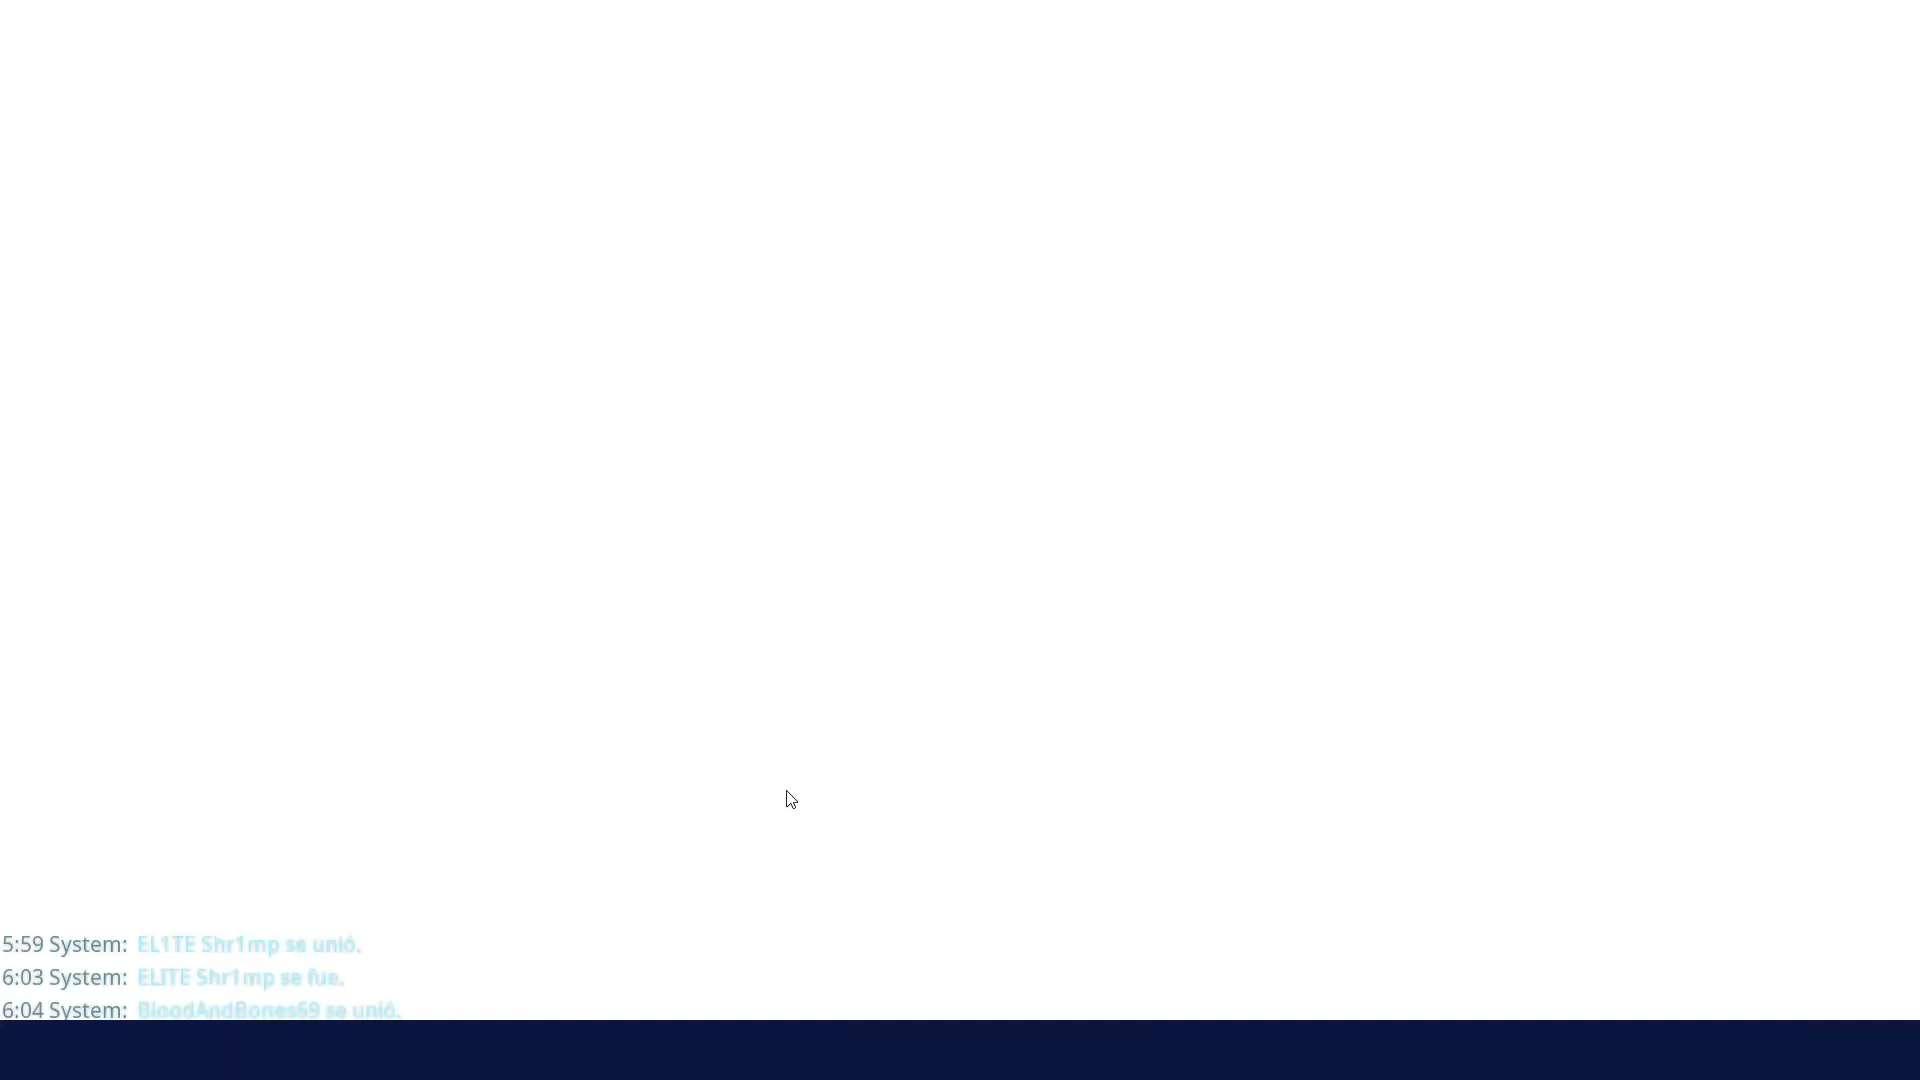 5:59 System: EL1TE Shr1mp se unió.
6:03 System: ELITE Shr1mp se fue.
6:04 System: BloodAndBones69 se unió.